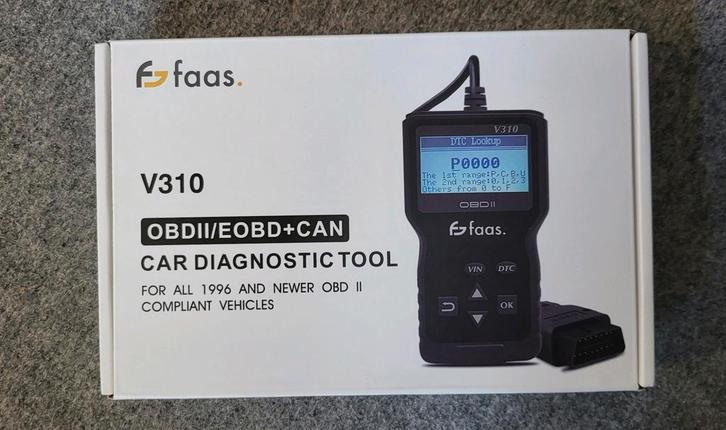 faas.
V310
OBDII/EOBD+CAN
CAR DIAGNOSTIC TOOL
FOR ALL 1996 AND NEWER OBD II
COMPLIANT VEHICLES
V310
DTC Lookup
P0000
The 1st range:P,C,B,U
The 2nd range:0,1,2,3
Others from 0 to F
OBDII
faas.
VIN DTC
OK